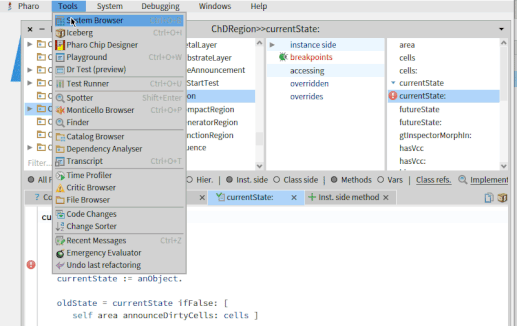 Pharo Tools System Debugging Windows Help
ChDRegion>>currentState:
System Browser
Iceberg Ctrl+O+I
Pharo Chip Designer
Playground Ctrl+O+W
Dr Test (preview)
Test Runner Ctrl+O+U
Spotter Shift+Enter
Monticello Browser Ctrl+O+P
Finder
Catalog Browser
Dependency Analyser
Transcript Ctrl+O+T
Time Profiler
Critic Browser
File Browser
Code Changes
Change Sorter
Recent Messages Ctrl+Z
Emergency Evaluator
Undo last refactoring
Filter...
etalLayer
bstrateLayer
eAnnouncement
StartTest
on
mpactRegion
neratorRegion
nctionRegion
uence
instance side
breakpoints
accessing
overridden
overrides
area
cells
cells:
currentState
currentState:
futureState
futureState:
gtInspectorMorphIn:
hasVcc
hasVcc:
All Hier. Inst. side Class side Methods Vars Class refs. Implement
? Co currentState: × + Inst. side method ×
cu
currentState := anObject.
oldState = currentState ifFalse: [
self area announceDirtyCells: cells ]